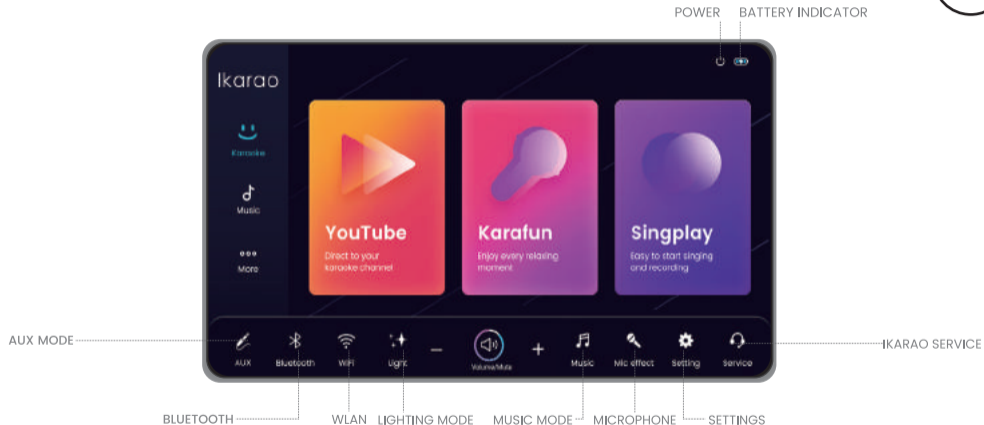 POWER
BATTERY INDICATOR
Ikarao
Karaoke
Music
More
YouTube
Direct to your
karaoke channel
Karafun
Enjoy every relaxing
moment
Singplay
Easy to start singing
and recording
AUX MODE
AUX
Bluetooth
WiFi
Light
−
Volume/Mute
+
Music
Mic effect
Setting
Service
IKARAO SERVICE
BLUETOOTH
WLAN
LIGHTING MODE
MUSIC MODE
MICROPHONE
SETTINGS